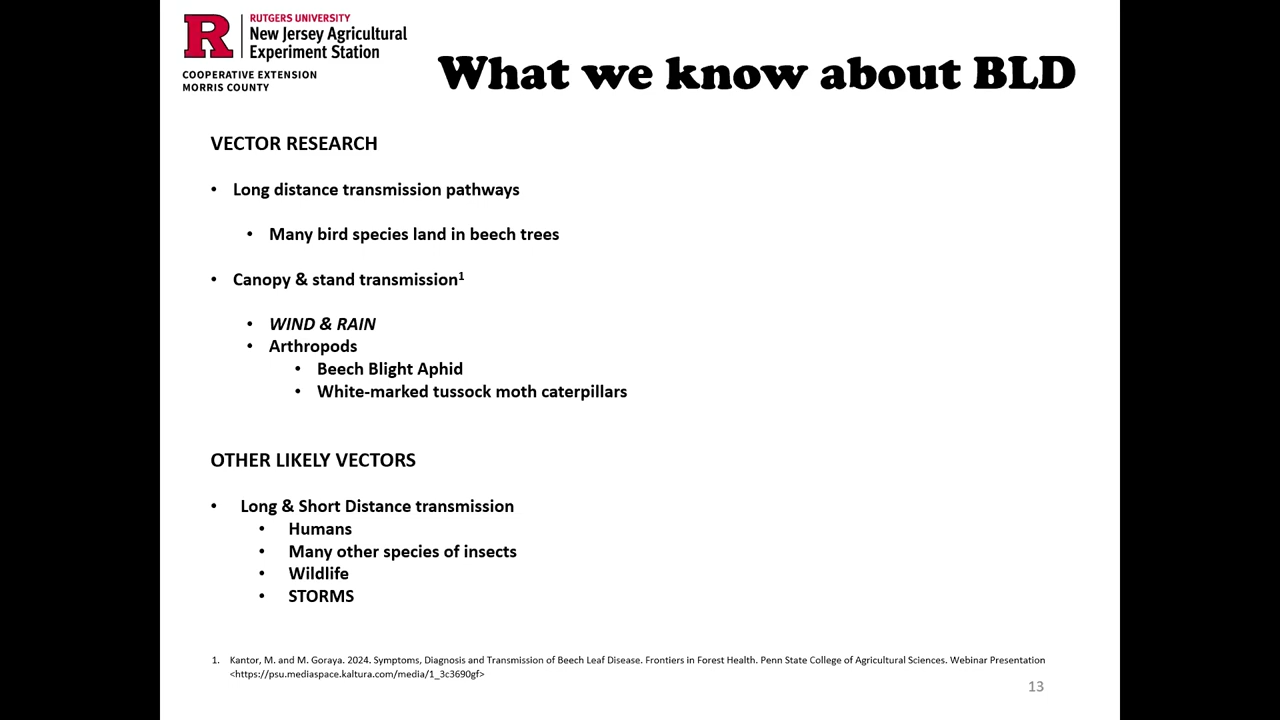 RUTGERS UNIVERSITY
New Jersey Agricultural
Experiment Station
COOPERATIVE EXTENSION
MORRIS COUNTY
What we know about BLD
VECTOR RESEARCH
• Long distance transmission pathways
• Many bird species land in beech trees
• Canopy & stand transmission¹
• WIND & RAIN
• Arthropods
• Beech Blight Aphid
• White-marked tussock moth caterpillars
OTHER LIKELY VECTORS
• Long & Short Distance transmission
• Humans
• Many other species of insects
• Wildlife
• STORMS
1. Kantor, M. and M. Goraya. 2024. Symptoms, Diagnosis and Transmission of Beech Leaf Disease. Frontiers in Forest Health. Penn State College of Agricultural Sciences. Webinar Presentation
<https://psu.mediaspace.kaltura.com/media/1_3c3690gf>
13